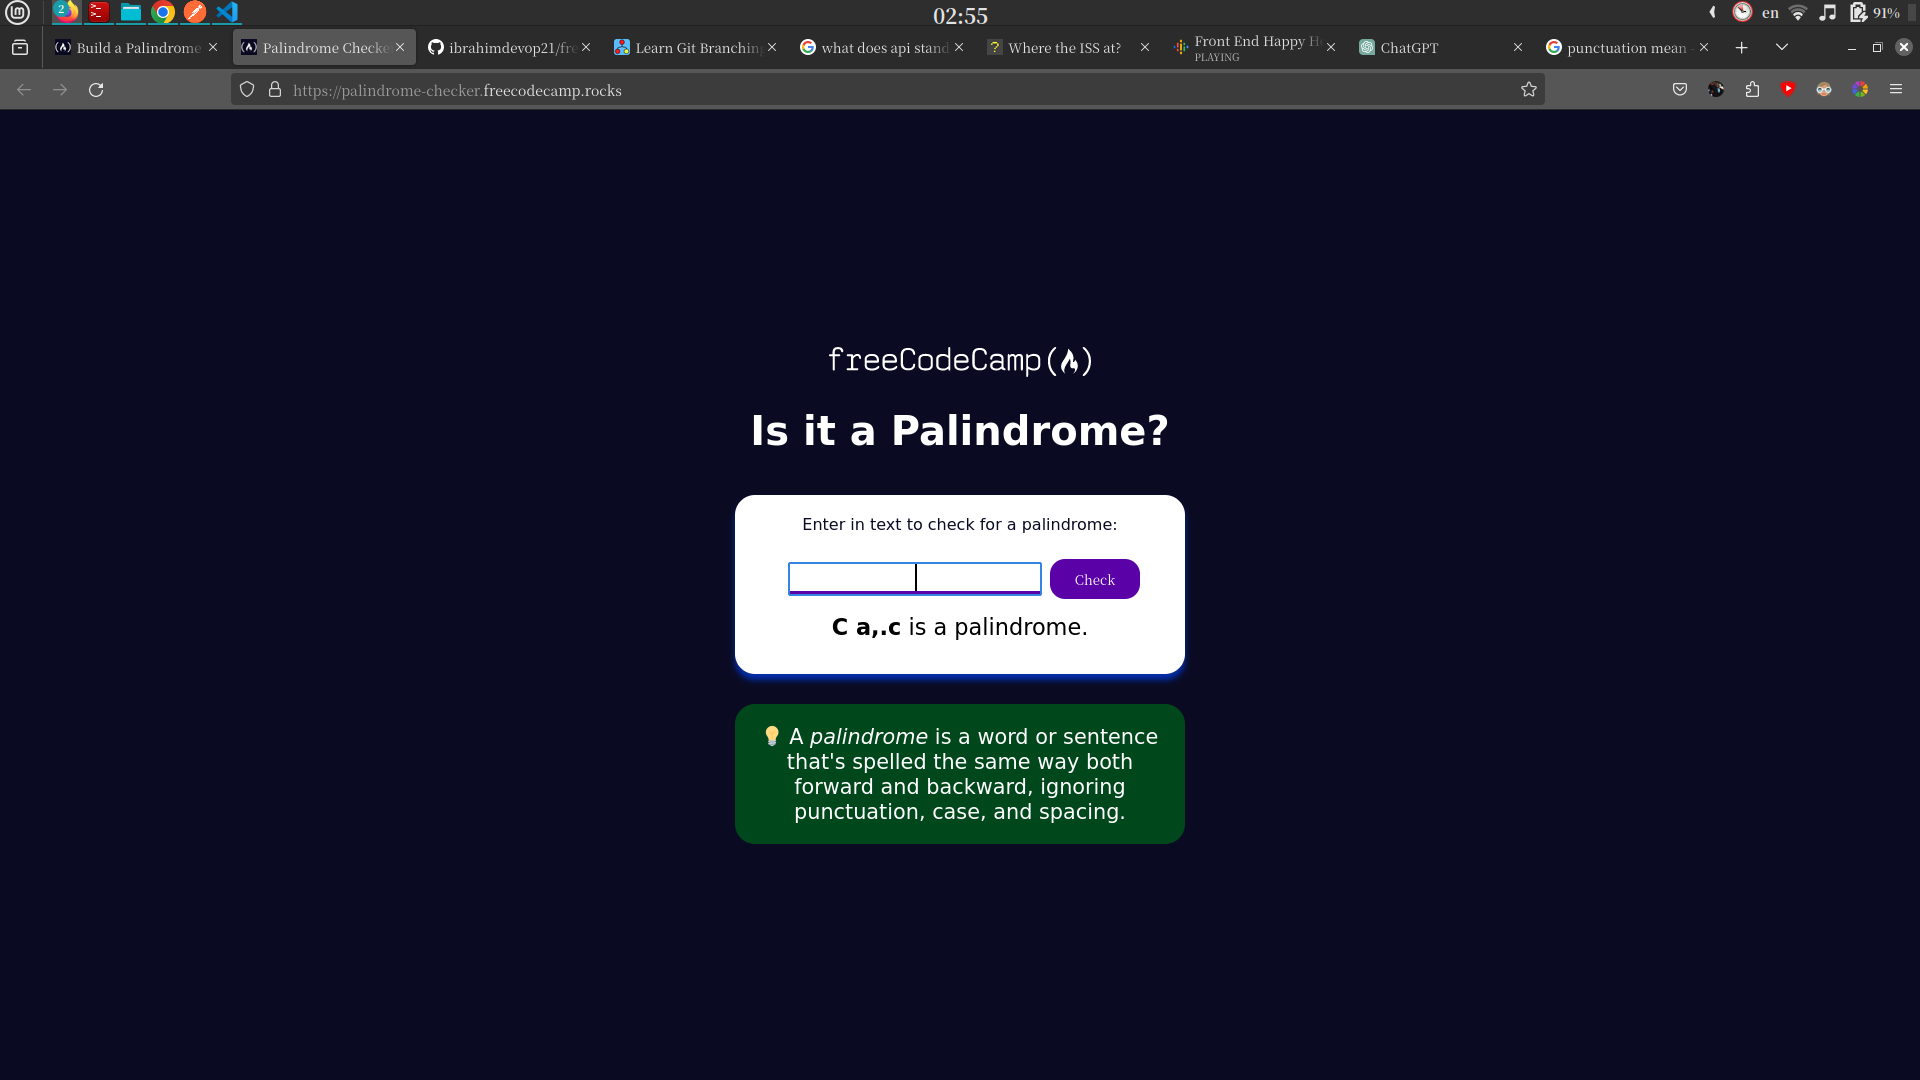 2
02:55
en
91%
Build a Palindrome
Palindrome Checke
ibrahimdevop21/fre
Learn Git Branching
what does api stand
Where the ISS at?
Front End Happy H
PLAYING
ChatGPT
punctuation mean -
https://palindrome-checker.freecodecamp.rocks
freeCodeCamp
Is it a Palindrome?
Enter in text to check for a palindrome:
Check
C a,.c is a palindrome.
A palindrome is a word or sentence
that's spelled the same way both
forward and backward, ignoring
punctuation, case, and spacing.